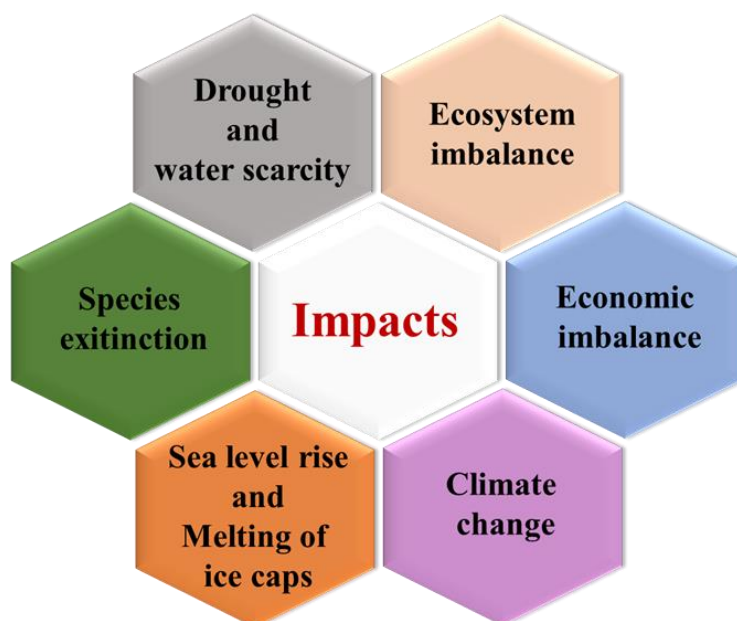 Drought
and
water scarcity
Ecosystem
imbalance
Species
exitinction
Impacts
Economic
imbalance
Sea level rise
and
Melting of
ice caps
Climate
change